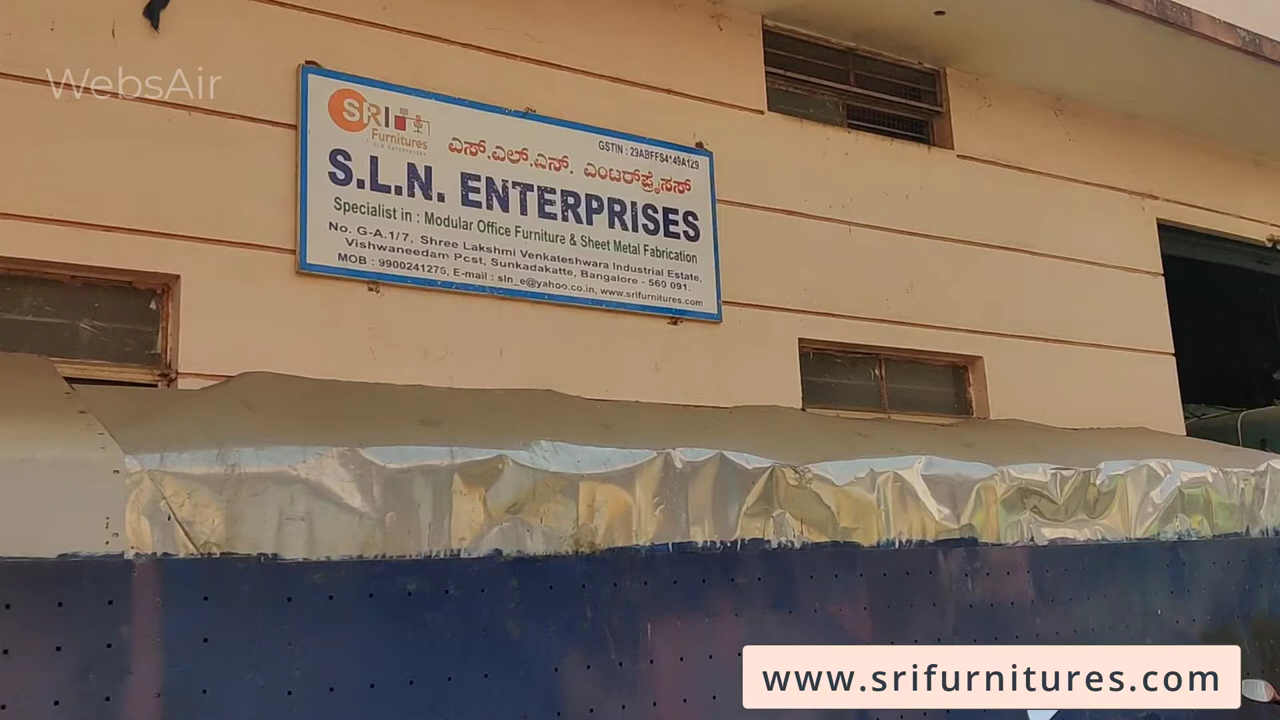 WebsAir
SRI
Furnitures
GSTIN : 29ABFFS4149A1Z9
ಎಸ್.ಎಲ್.ಎನ್. ಎಂಟರ್‌ಪ್ರೈಸಸ್
S.L.N. ENTERPRISES
Specialist in : Modular Office Furniture & Sheet Metal Fabrication
No. G-A.1/7, Shree Lakshmi Venkateshwara Industrial Estate,
Vishwaneedam Post, Sunkadakatte, Bangalore - 560 091.
MOB : 9900241275, E-mail : sln_e@yahoo.co.in, www.srifurnitures.com
www.srifurnitures.com